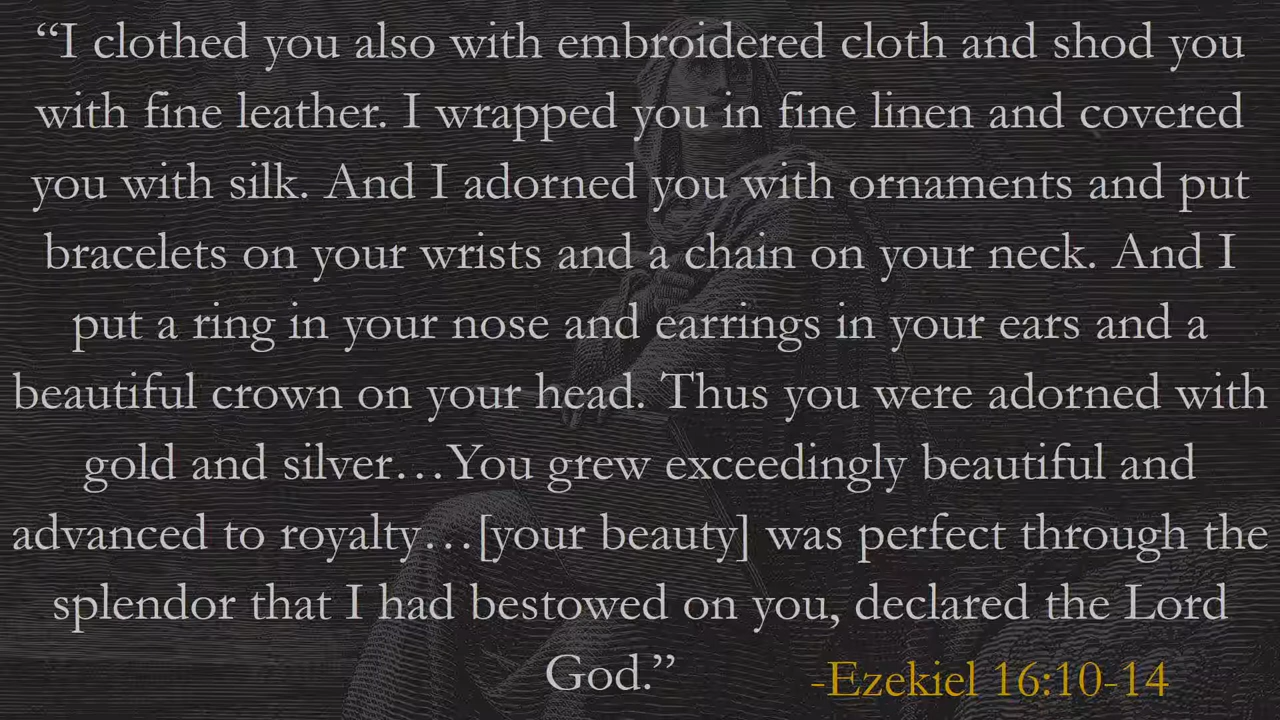 “I clothed you also with embroidered cloth and shod you
with fine leather. I wrapped you in fine linen and covered
you with silk. And I adorned you with ornaments and put
bracelets on your wrists and a chain on your neck. And I
put a ring in your nose and earrings in your ears and a
beautiful crown on your head. Thus you were adorned with
gold and silver…You grew exceedingly beautiful and
advanced to royalty…[your beauty] was perfect through the
splendor that I had bestowed on you, declared the Lord
God.”
-Ezekiel 16:10-14